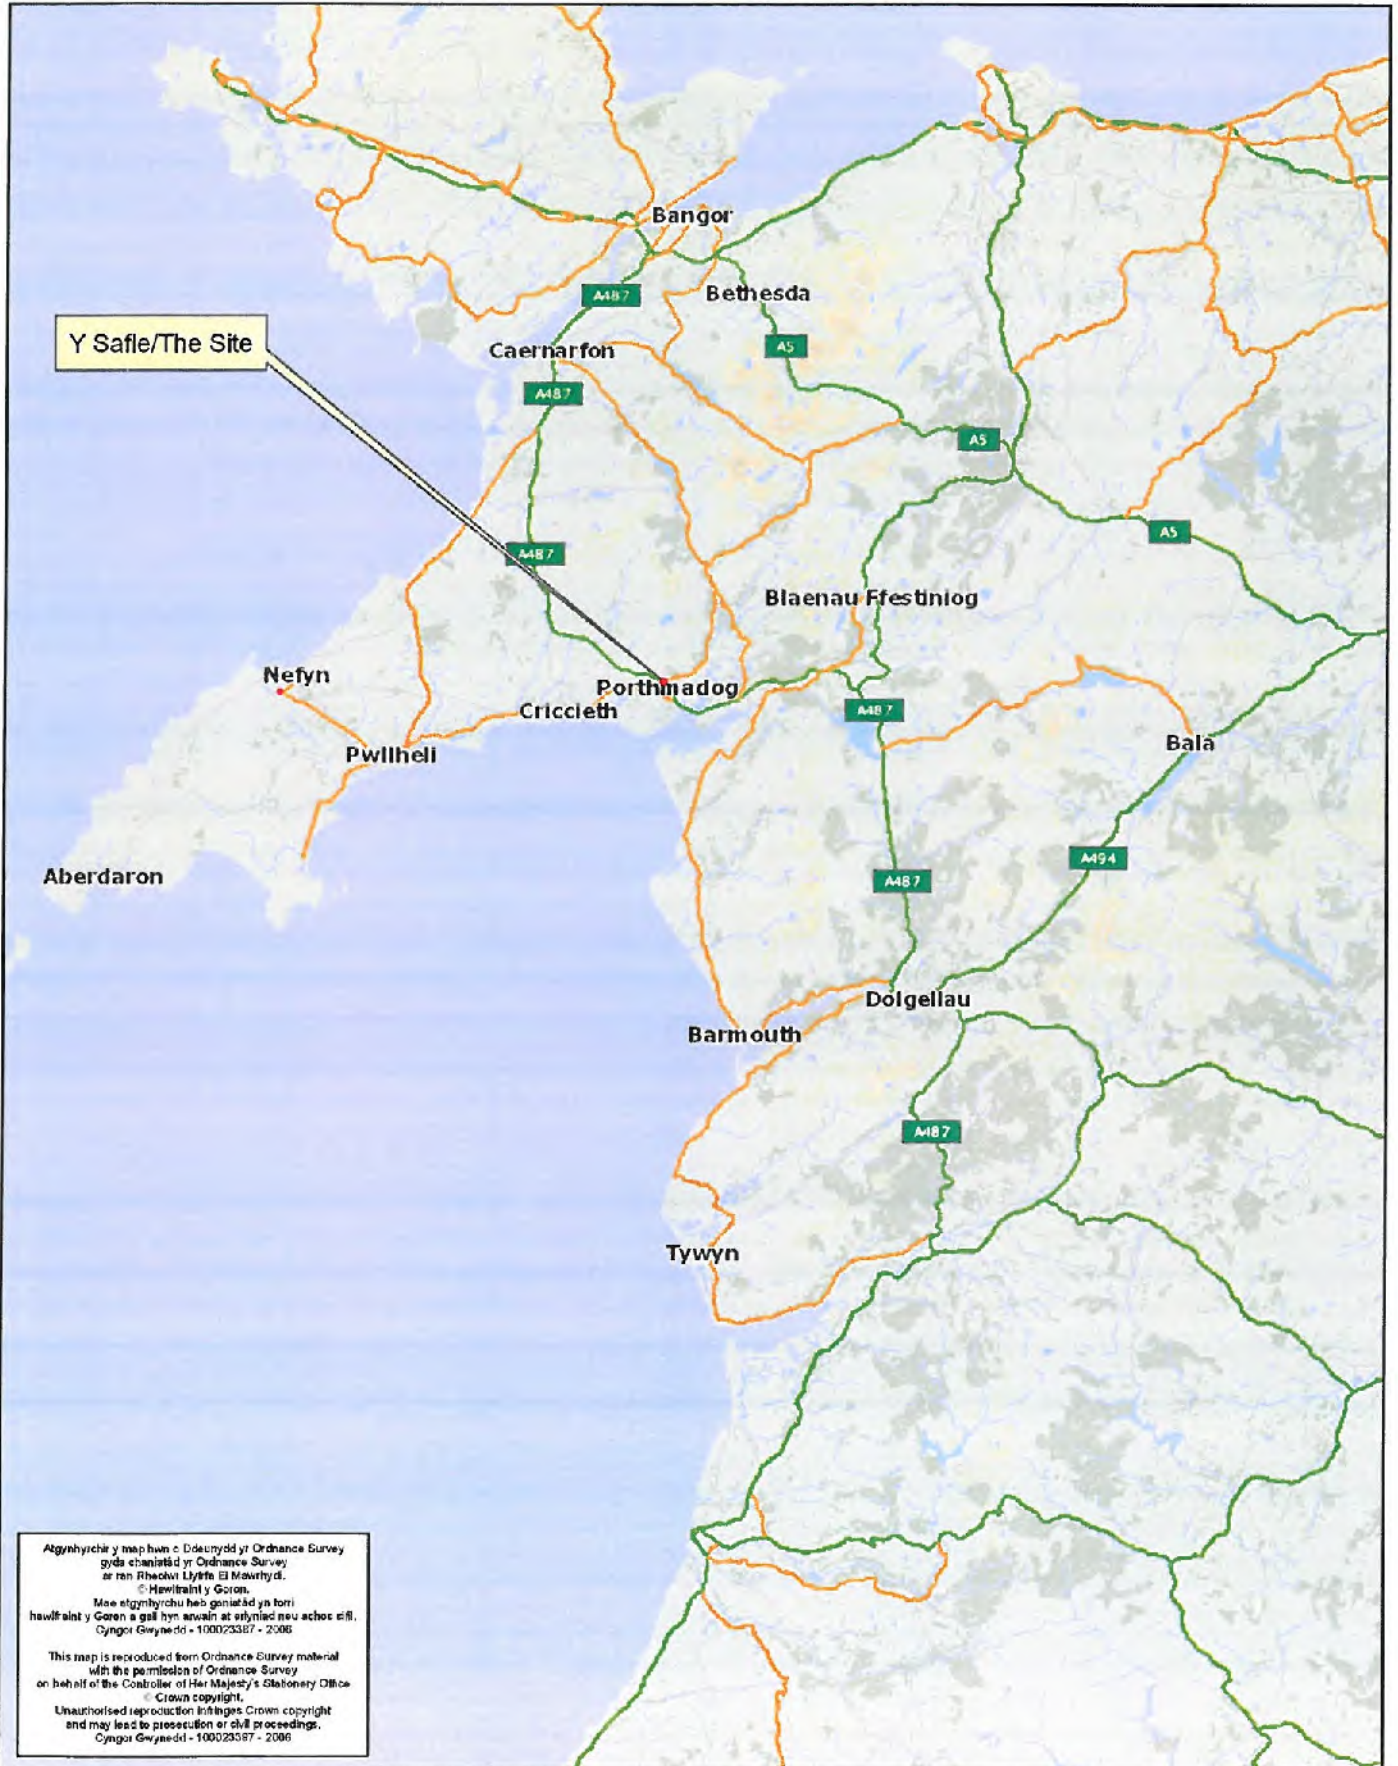 Bangor
A487
Bethesda
Y Safle/The Site
Caernarfon
A5
A487
A5
A487
A5
Blaenau Ffestiniog
Nefyn
Porthmadog
Criccieth
A487
Pwllheli
Bala
A494
Aberdaron
A487
Dolgellau
Barmouth
A487
Tywyn
Atgynhyrchir y map hwn o Ddeunydd yr Ordnance Survey
gyda chaniatâd yr Ordnance Survey
ar ran Rheolwr Llyfrfa Ei Mawrhydi.
© Hawlfraint y Goron.
Mae atgynhyrchu heb ganiatâd yn torri
hawlfraint y Goron a gall hyn arwain at erlyniad neu achos sifil.
Cyngor Gwynedd - 100023387 - 2006
This map is reproduced from Ordnance Survey material
with the permission of Ordnance Survey
on behalf of the Controller of Her Majesty's Stationery Office
© Crown copyright.
Unauthorised reproduction infringes Crown copyright
and may lead to prosecution or civil proceedings.
Cyngor Gwynedd - 100023387 - 2006